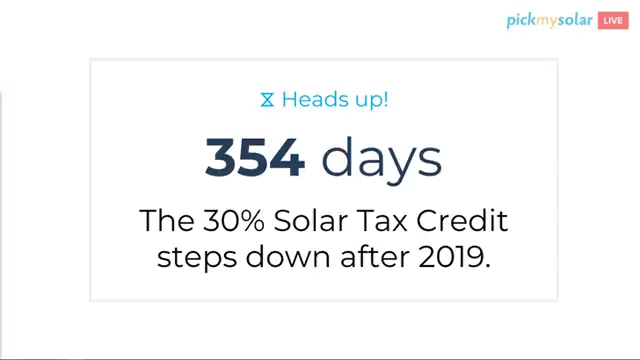 pickmysolar LIVE
Heads up!
354 days
The 30% Solar Tax Credit
steps down after 2019.